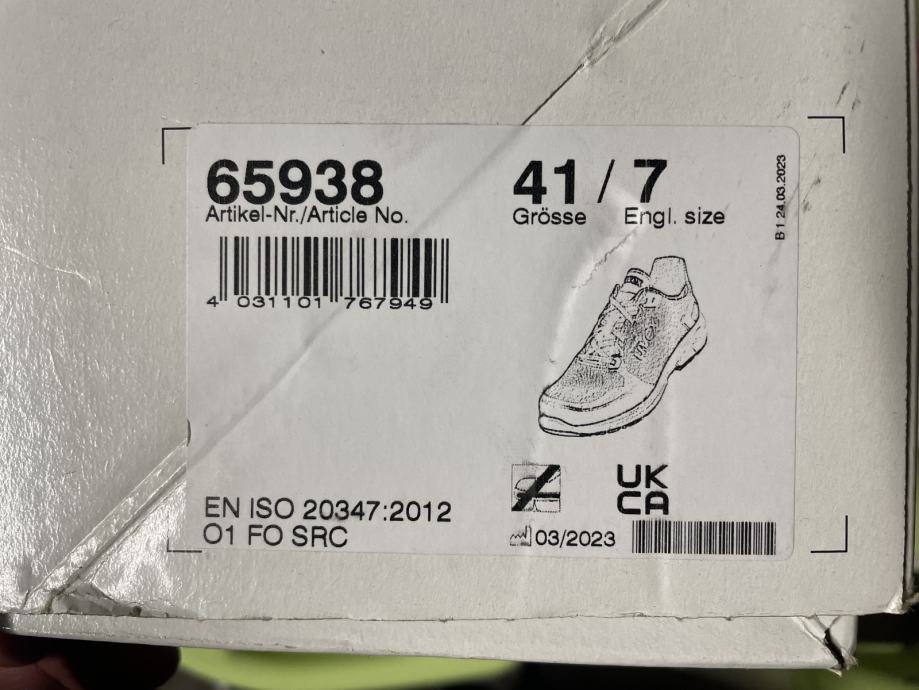 65938
Artikel-Nr./Article No.
4 031101 767949
41 / 7
Grösse Engl. size
B1 24.03.2023
EN ISO 20347:2012
O1 FO SRC
UK
CA
03/2023